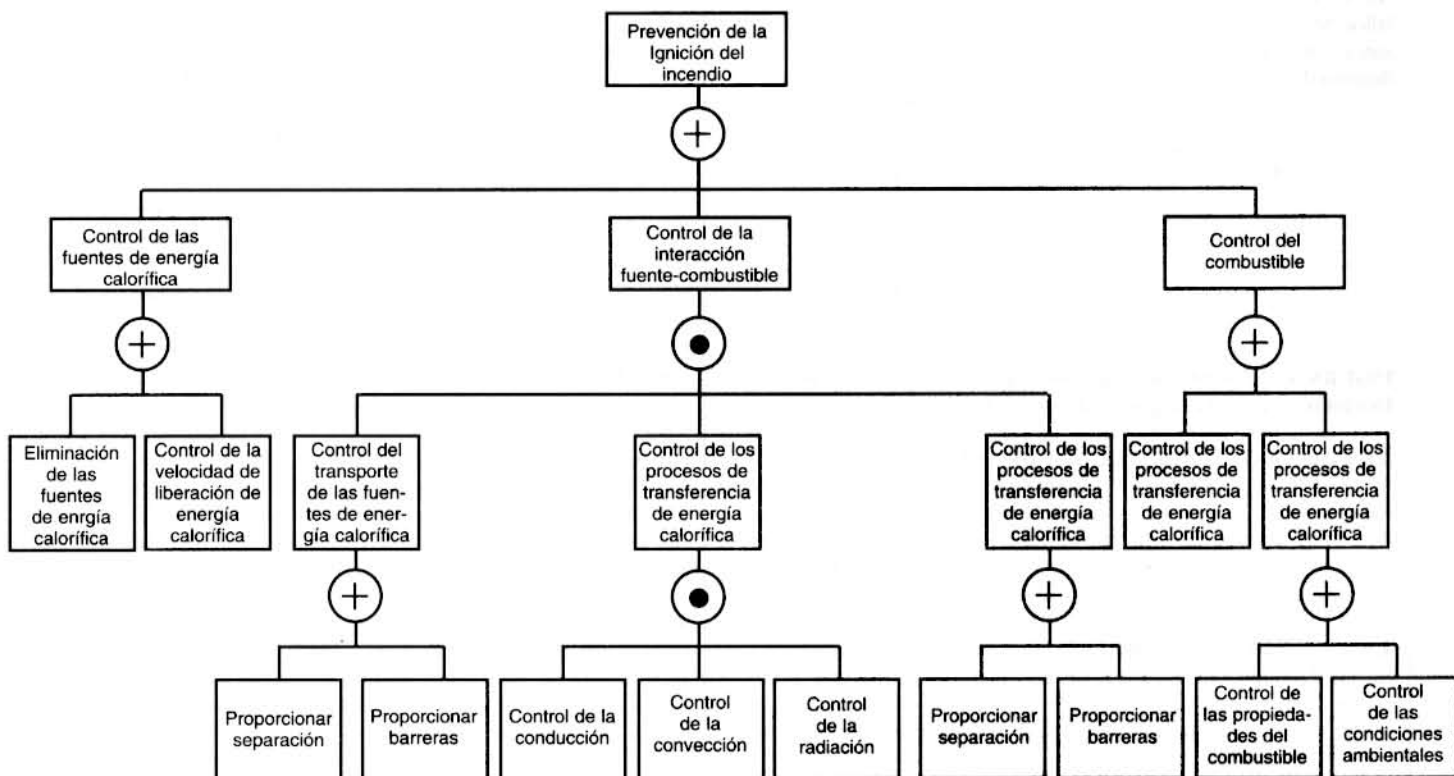 Prevención de la
Ignición del
incendio
Control de las
fuentes de energía
calorífica
Control de la
interacción
fuente-combustible
Control del
combustible
Eliminación
de las
fuentes
de enrgía
calorífica
Control de la
velocidad de
liberación de
energía
calorífica
Control del
transporte
de las fuen-
tes de ener-
gía calorífica
Control de los
procesos de
transferencia
de energía
calorífica
Control de los
procesos de
transferencia
de energía
calorífica
Control de los
procesos de
transferencia
de energía
calorífica
Control de los
procesos de
transferencia
de energía
calorífica
Proporcionar
separación
Proporcionar
barreras
Control de la
conducción
Control
de la
convección
Control
de la
radiación
Proporcionar
separación
Proporcionar
barreras
Control de
las propieda-
des del
combustible
Control
de las
condiciones
ambientales